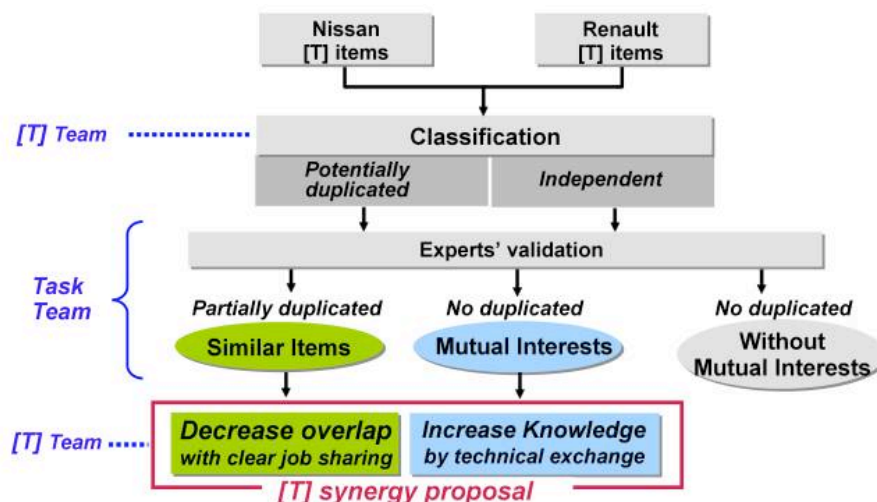 Nissan
[T] items
Renault
[T] items
[T] Team
Classification
Potentially
duplicated
Independent
Experts' validation
Task
Team
Partially duplicated
No duplicated
No duplicated
Similar Items
Mutual Interests
Without
Mutual Interests
[T] Team
Decrease overlap
with clear job sharing
Increase Knowledge
by technical exchange
[T] synergy proposal